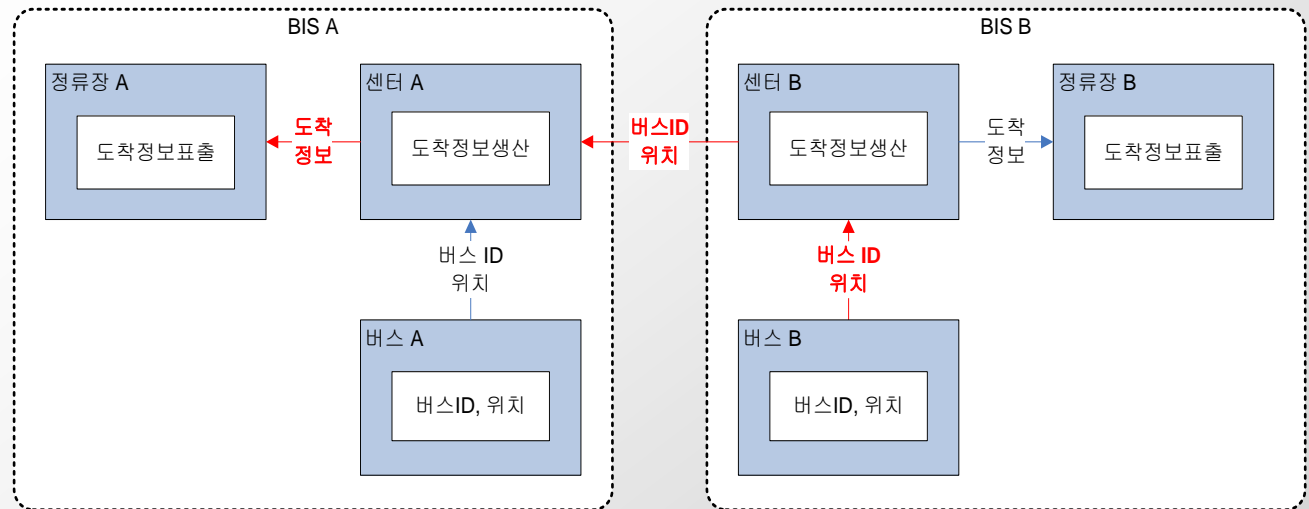 BIS A
정류장 A
도착정보표출
도착
정보
센터 A
도착정보생산
버스 ID
위치
버스 A
버스ID, 위치
버스ID
위치
BIS B
센터 B
도착정보생산
도착
정보
정류장 B
도착정보표출
버스 ID
위치
버스 B
버스ID, 위치